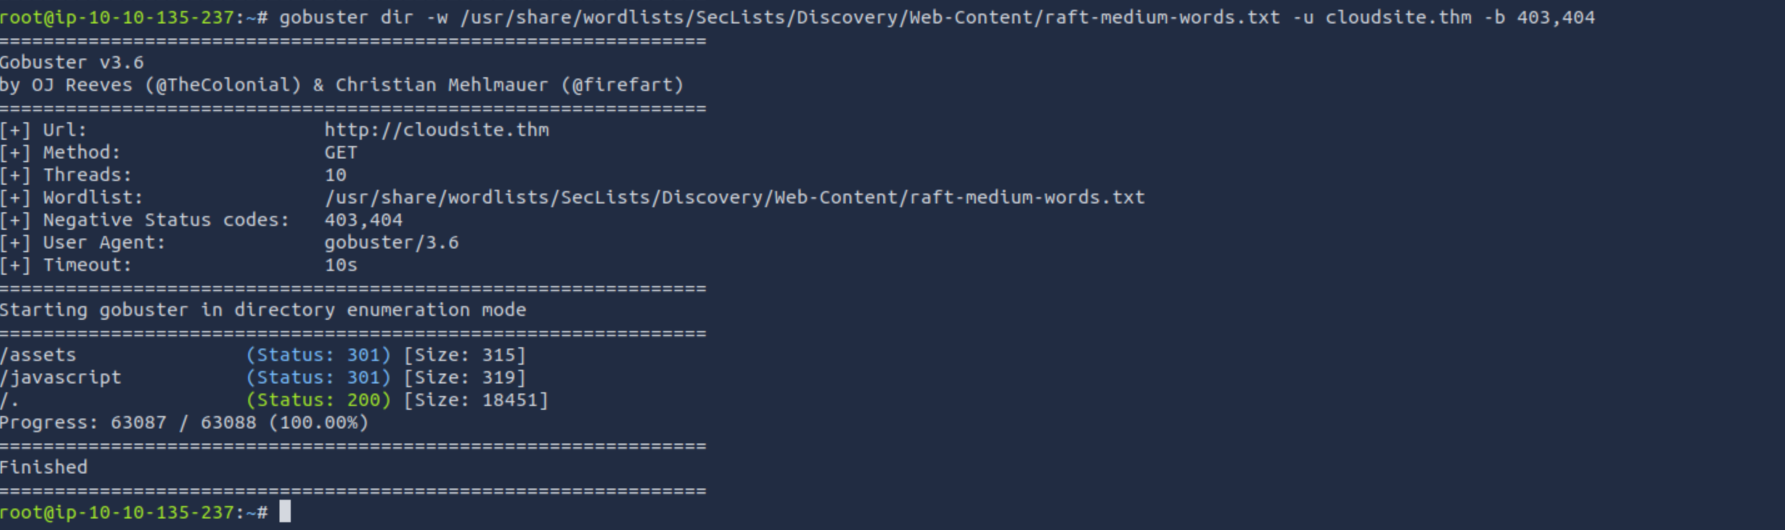 root@ip-10-10-135-237:~# gobuster dir -w /usr/share/wordlists/SecLists/Discovery/Web-Content/raft-medium-words.txt -u cloudsite.thm -b 403,404
===============================================================
Gobuster v3.6
by OJ Reeves (@TheColonial) & Christian Mehlmauer (@firefart)
===============================================================
[+] Url:                     http://cloudsite.thm
[+] Method:                  GET
[+] Threads:                 10
[+] Wordlist:                /usr/share/wordlists/SecLists/Discovery/Web-Content/raft-medium-words.txt
[+] Negative Status codes:   403,404
[+] User Agent:              gobuster/3.6
[+] Timeout:                 10s
===============================================================
Starting gobuster in directory enumeration mode
===============================================================
/assets               (Status: 301) [Size: 315]
/javascript           (Status: 301) [Size: 319]
/.                    (Status: 200) [Size: 18451]
Progress: 63087 / 63088 (100.00%)
===============================================================
Finished
===============================================================
root@ip-10-10-135-237:~#